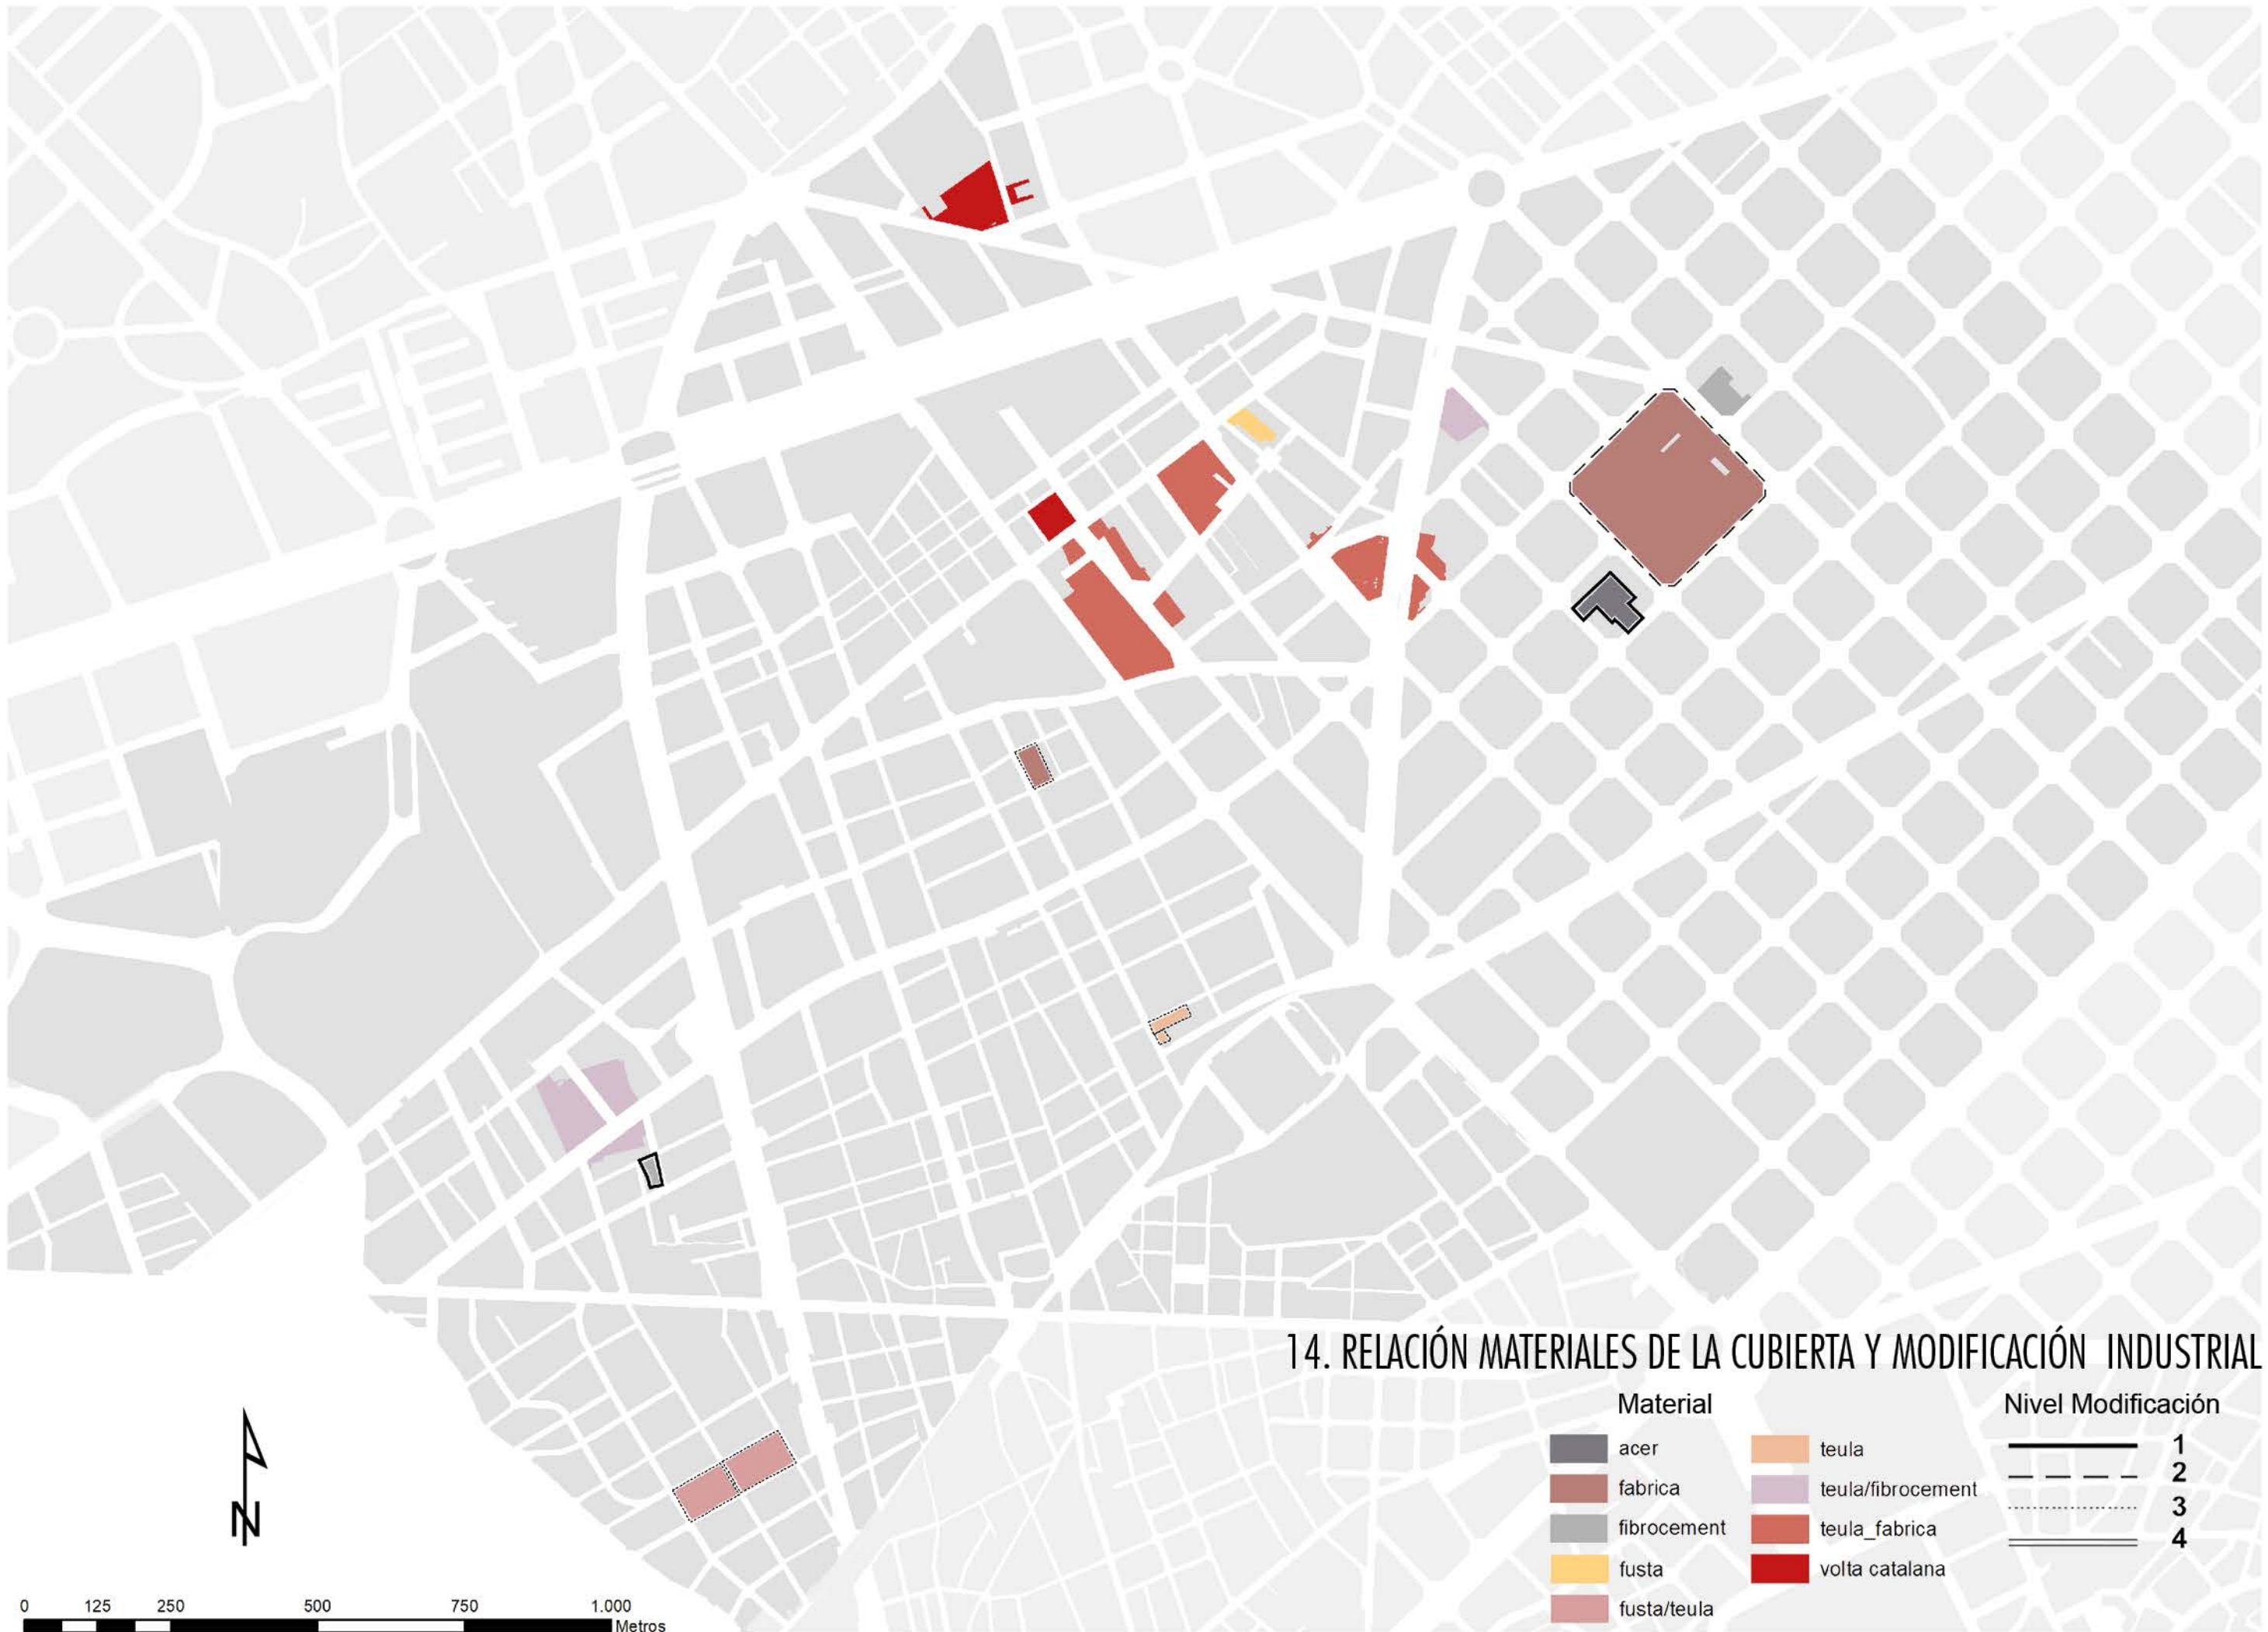 14. RELACIÓN MATERIALES DE LA CUBIERTA Y MODIFICACIÓN INDUSTRIAL
Material
acer
fabrica
fibrocement
fusta
fusta/teula
teula
teula/fibrocement
teula_fabrica
volta catalana
Nivel Modificación
1
2
3
4
N
0 125 250 500 750 1.000
Metros